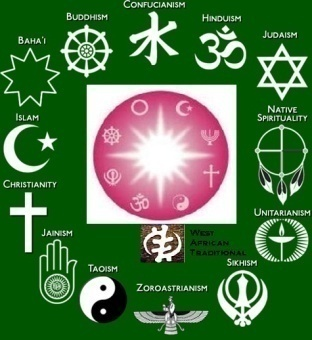 CONFUCIANISM
BUDDHISM
HINDUISM
BAHA'I
JUDAISM
ISLAM
NATIVE
SPIRITUALITY
CHRISTIANITY
UNITARIANISM
JAINISM
WEST
AFRICAN
TRADITIONAL
TAOISM
ZOROASTRIANISM
SIKHISM